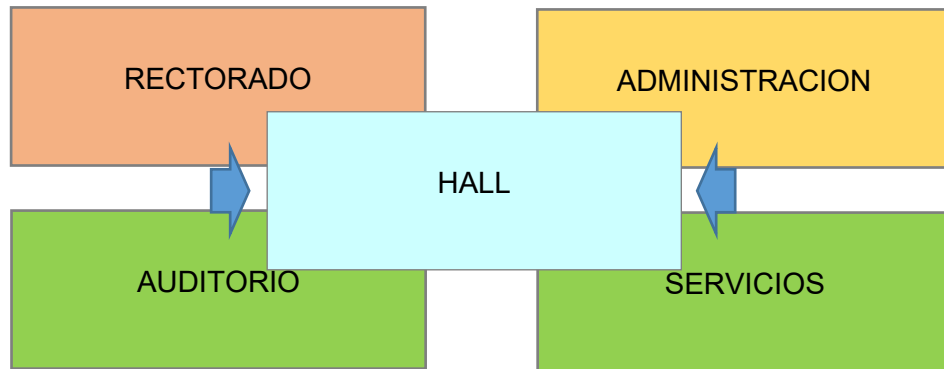 RECTORADO
ADMINISTRACION
HALL
AUDITORIO
SERVICIOS